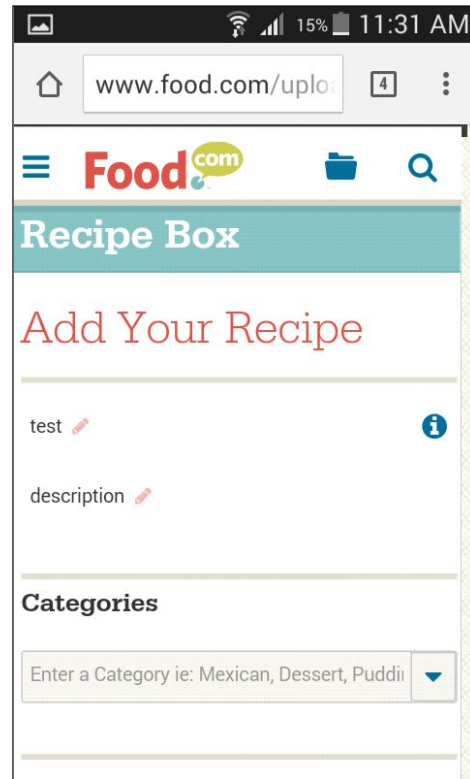 15% 11:31 AM
www.food.com/uploa 4
Food.com
Recipe Box
Add Your Recipe
test
description
Categories
Enter a Category ie: Mexican, Dessert, Puddi